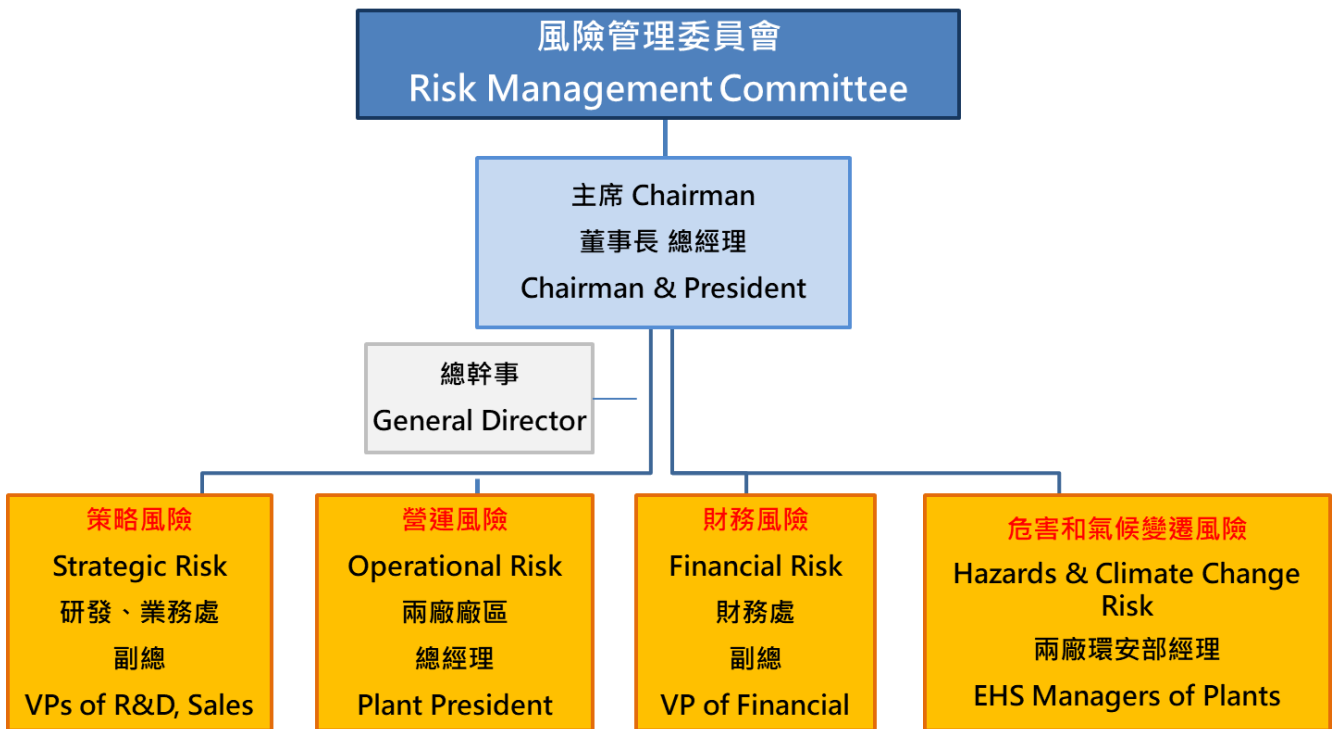 風險管理委員會
Risk Management Committee
主席 Chairman
董事長 總經理
Chairman & President
總幹事
General Director
策略風險
Strategic Risk
研發、業務處
副總
VPs of R&D, Sales
營運風險
Operational Risk
兩廠廠區
總經理
Plant President
財務風險
Financial Risk
財務處
副總
VP of Financial
危害和氣候變遷風險
Hazards & Climate Change
Risk
兩廠環安部經理
EHS Managers of Plants